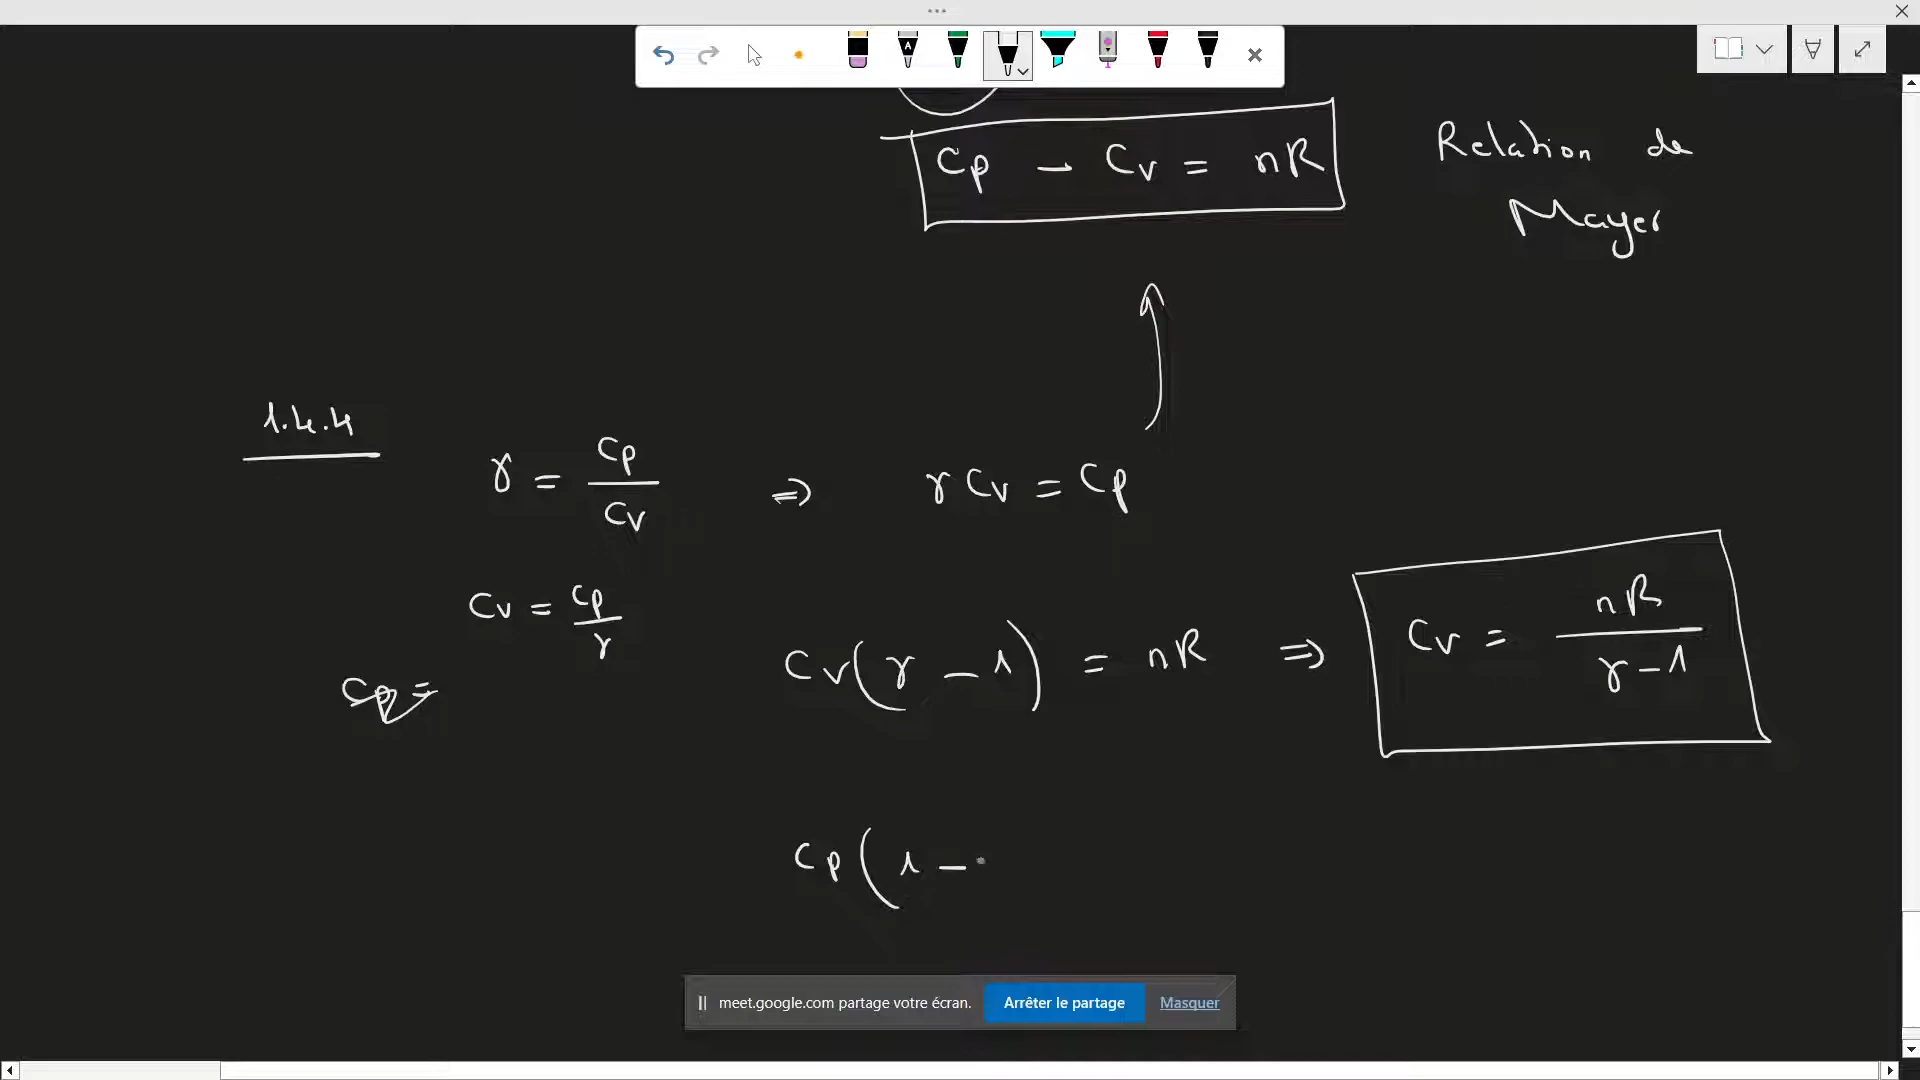 Cp - Cv = nR
Relation de
Mayer
1.4.4
γ = Cp / Cv ⇒ γCv = Cp
Cv = Cp / γ
Cv(γ - 1) = nR ⇒ Cv = nR / γ - 1
Cp(1 -
meet.google.com partage votre écran. Arrêter le partage Masquer